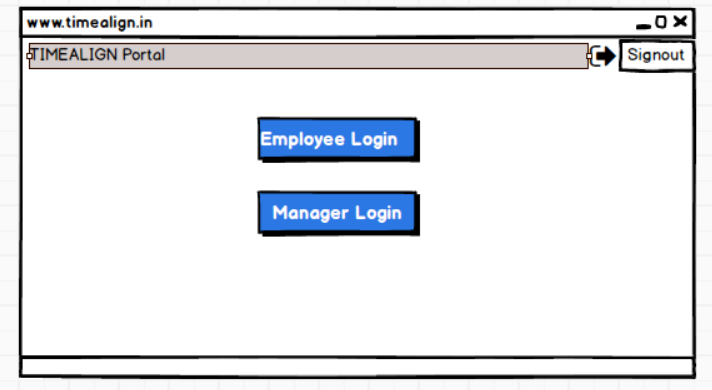 www.timealign.in
TIMEALIGN Portal
Signout
Employee Login
Manager Login